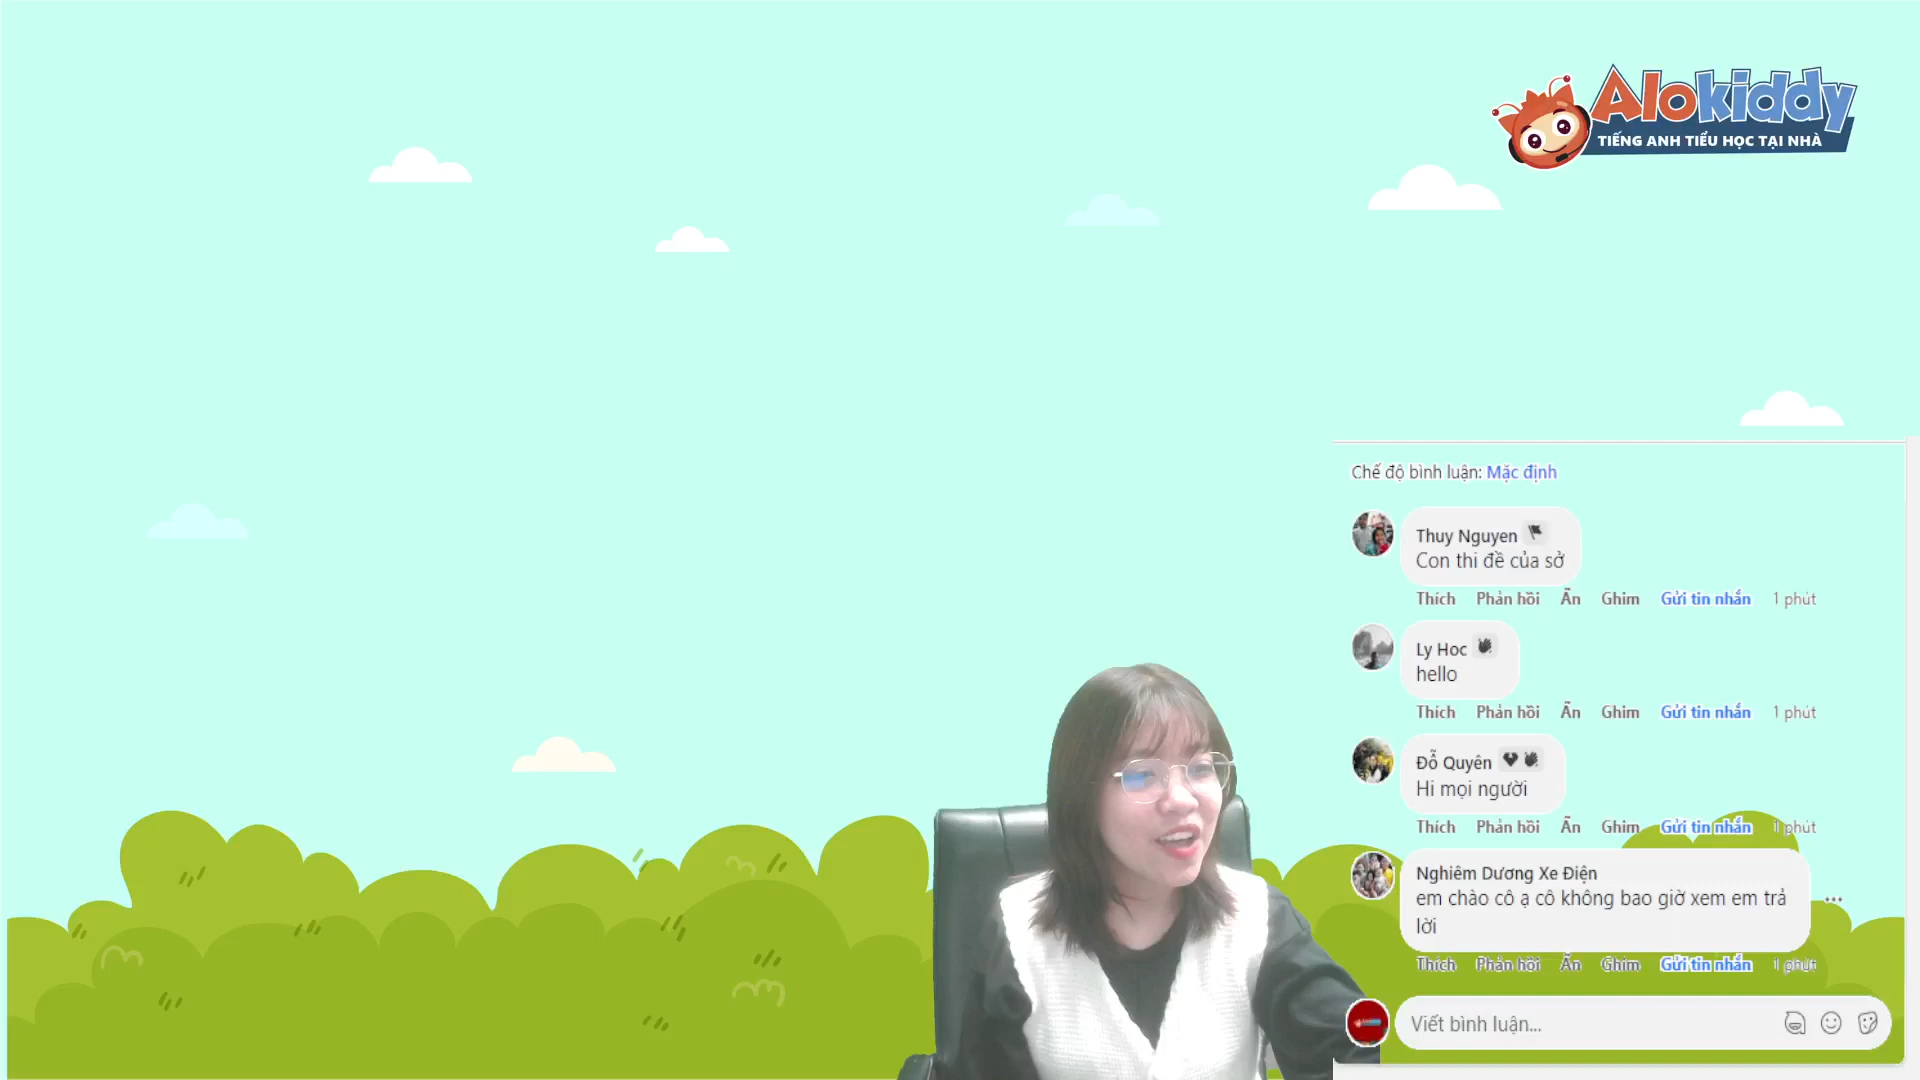 Alokiddy
TIẾNG ANH TIỂU HỌC TẠI NHÀ
Chế độ bình luận: Mặc định
Thuy Nguyen
Con thi đề của sở
Thích Phản hồi Ẩn Ghim Gửi tin nhắn 1 phút
Ly Hoc
hello
Thích Phản hồi Ẩn Ghim Gửi tin nhắn 1 phút
Đỗ Quyên
Hi mọi người
Thích Phản hồi Ẩn Ghim Gửi tin nhắn 1 phút
Nghiêm Dương Xe Điện
em chào cô ạ cô không bao giờ xem em trả
lời
Thích Phản hồi Ẩn Ghim Gửi tin nhắn 1 phút
Viết bình luận...